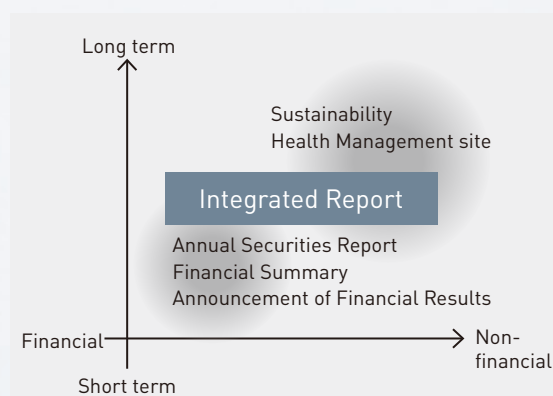 Long term
Sustainability
Health Management site
Integrated Report
Annual Securities Report
Financial Summary
Announcement of Financial Results
Financial
Non-
financial
Short term